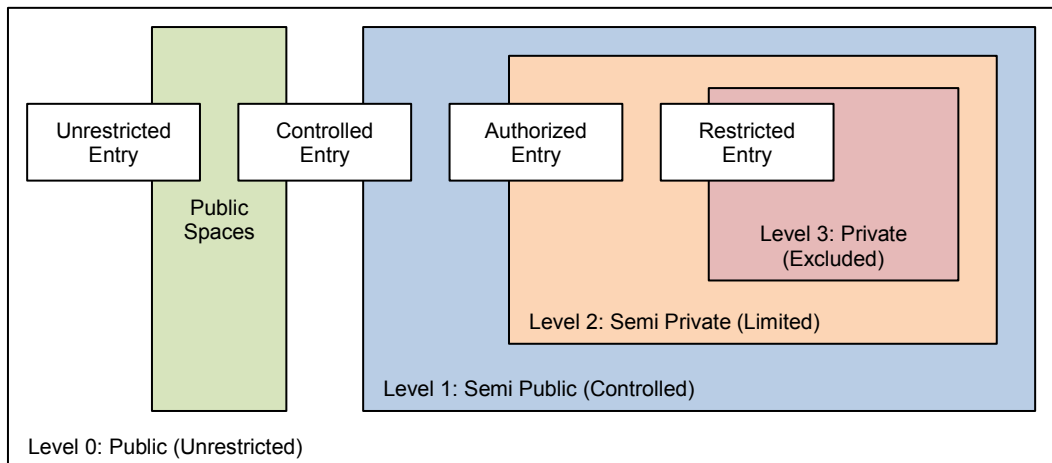 Unrestricted
Entry
Controlled
Entry
Authorized
Entry
Restricted
Entry
Public
Spaces
Level 3: Private
(Excluded)
Level 2: Semi Private (Limited)
Level 1: Semi Public (Controlled)
Level 0: Public (Unrestricted)